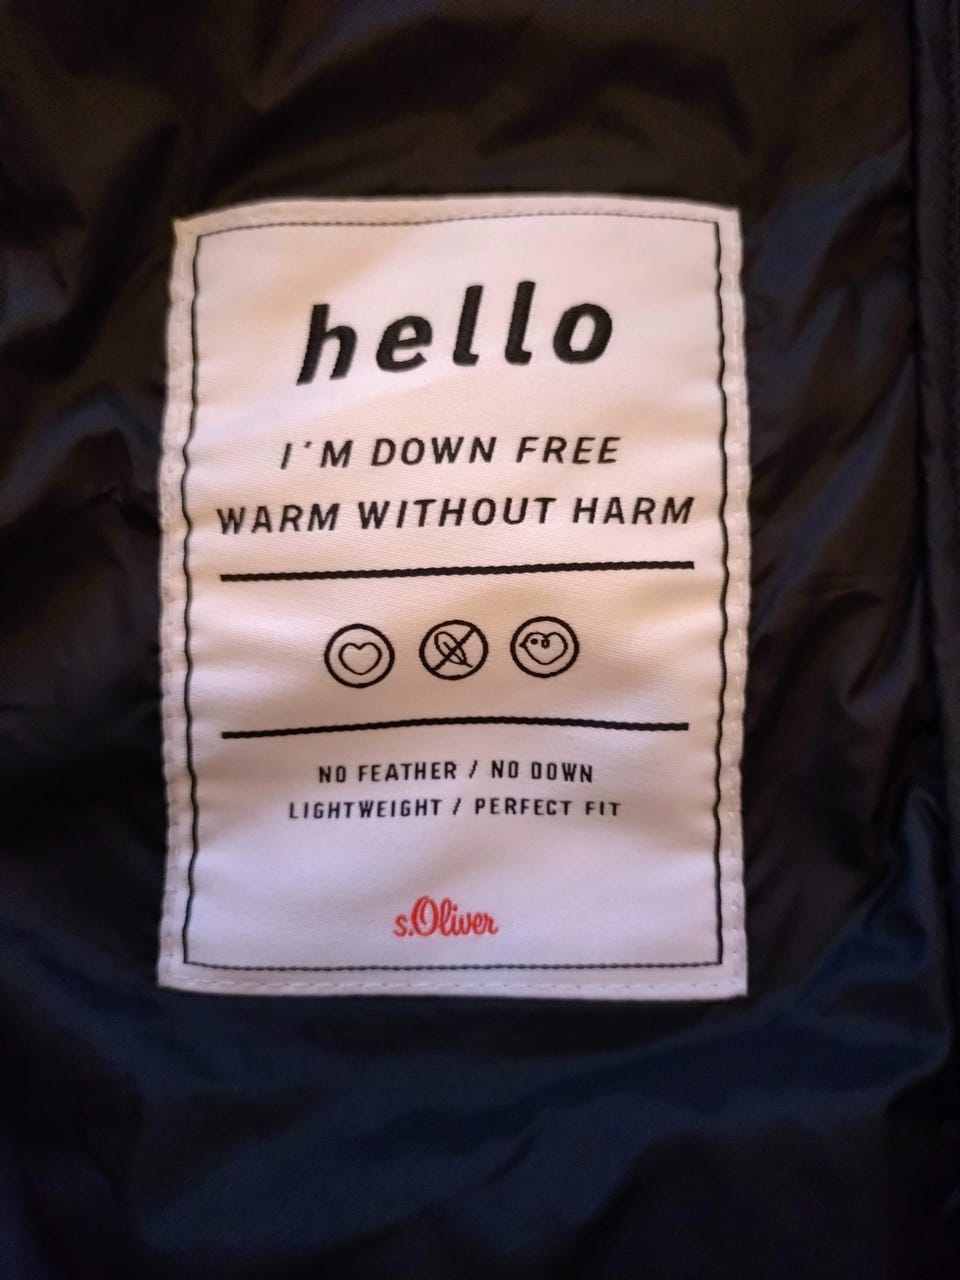 hello
I´M DOWN FREE
WARM WITHOUT HARM
NO FEATHER / NO DOWN
LIGHTWEIGHT / PERFECT FIT
s.Oliver